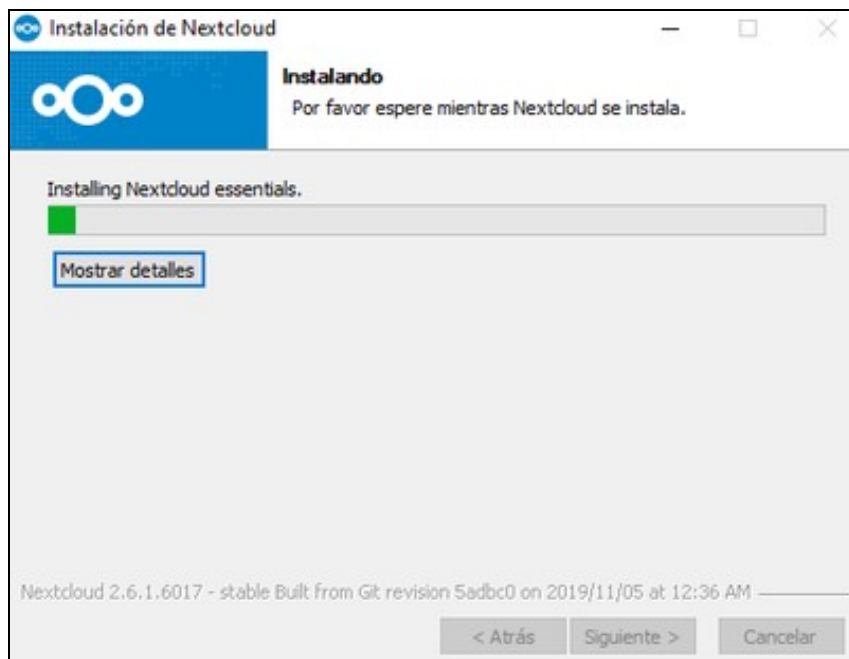 Instalación de Nextcloud
Instalando
Por favor espere mientras Nextcloud se instala.
Installing Nextcloud essentials.
Mostrar detalles
Nextcloud 2.6.1.6017 - stable Built from Git revision 5adbc0 on 2019/11/05 at 12:36 AM
< Atrás Siguiente > Cancelar